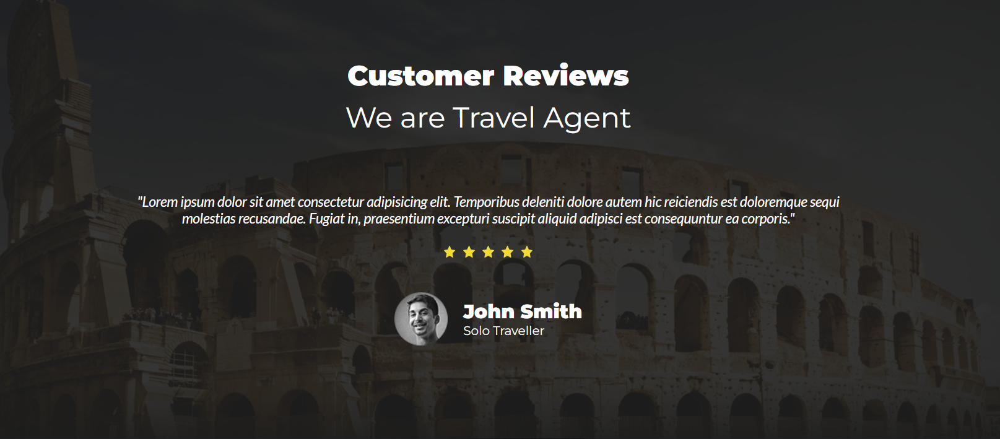 Customer Reviews
We are Travel Agent
"Lorem ipsum dolor sit amet consectetur adipisicing elit. Temporibus deleniti dolore autem hic reiciendis est doloremque sequi
molestias recusandae. Fugiat in, praesentium excepturi suscipit aliquid adipisci est consequuntur ea corporis."
John Smith
Solo Traveller